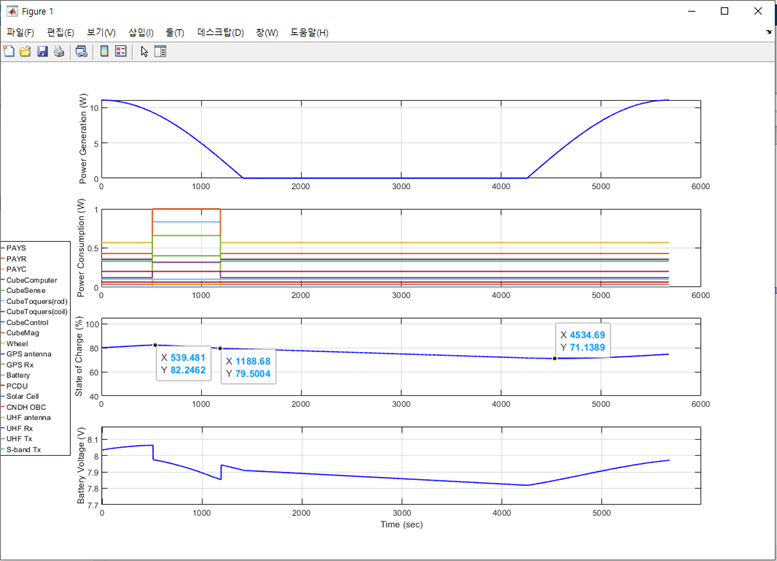 Figure 1
파일(F) 편집(E) 보기(V) 삽입(I) 툴(T) 데스크탑(D) 창(W) 도움말(H)
Power Generation (W)
10
5
0
0 1000 2000 3000 4000 5000 6000
Power Consumption (W)
1
0.5
0
0 1000 2000 3000 4000 5000 6000
PAYS
PAYR
PAYC
CubeComputer
CubeSense
CubeToquers(rod)
CubeToquers(coil)
CubeControl
CubeMag
Wheel
GPS antenna
GPS Rx
Battery
PCDU
Solar Cell
CNDH OBC
UHF antenna
UHF Rx
UHF Tx
S-band Tx
State of Charge (%)
100
80
60
40
X 539.481
Y 82.2462
X 1188.68
Y 79.5004
X 4534.69
Y 71.1389
0 1000 2000 3000 4000 5000 6000
Battery Voltage (V)
8.1
8
7.9
7.8
7.7
0 1000 2000 3000 4000 5000 6000
Time (sec)